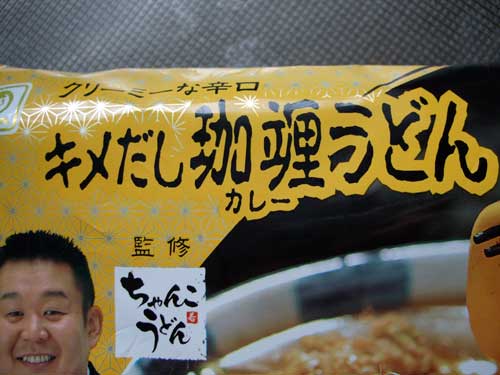 クリーミーな辛口
キメだし珈哩うどん
カレー
監修
ちゃんこ
うどん